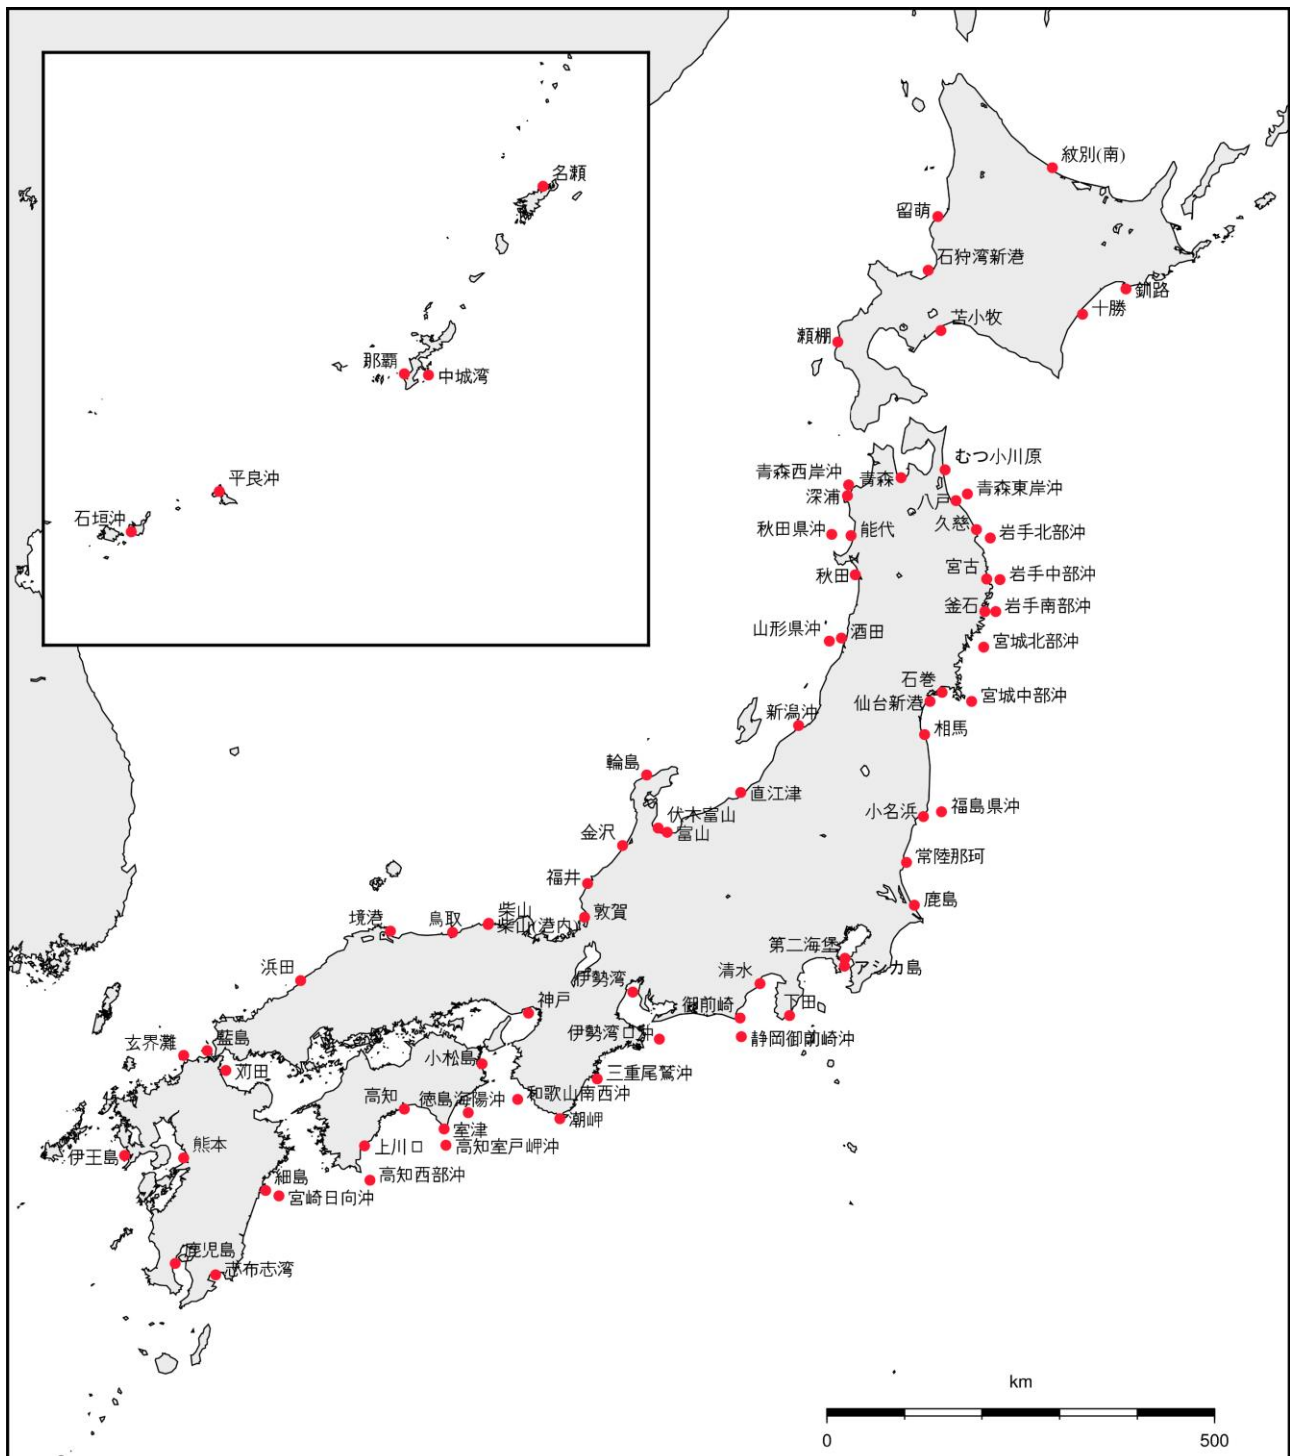 紋別(南)
名瀬
留萌
石狩湾新港
釧路
十勝
苫小牧
瀬棚
那覇
中城湾
むつ小川原
青森西岸沖
青森
平良沖
深浦
青森東岸沖
八戸
石垣沖
秋田県沖
能代
久慈
岩手北部沖
秋田
宮古
岩手中部沖
釜石
岩手南部沖
山形県沖
酒田
宮城北部沖
石巻
仙台新港
宮城中部沖
新潟沖
相馬
輪島
直江津
伏木富山
富山
金沢
小名浜
福島県沖
常陸那珂
福井
鹿島
境港
鳥取
柴山
柴山(港内)
敦賀
第二海堡
アシカ島
浜田
伊勢湾
清水
神戸
御前崎
下田
玄界灘
藍島
伊勢湾口沖
静岡御前崎沖
苅田
小松島
三重尾鷲沖
高知
徳島海陽沖
和歌山南西沖
潮岬
室津
伊王島
熊本
上川口
高知室戸岬沖
高知西部沖
細島
宮崎日向沖
鹿児島
志布志湾
km
0
500